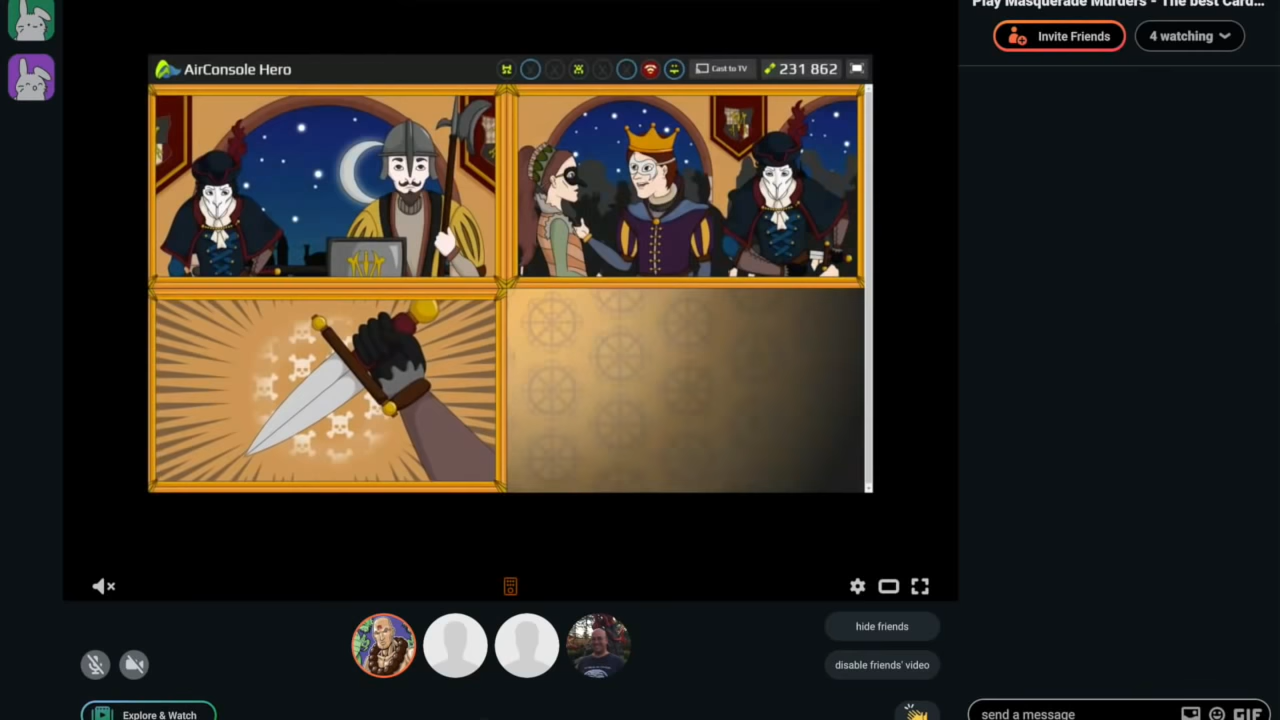 Play Masquerade Murders - The best Card...
Invite Friends
4 watching
AirConsole Hero
Cast to TV
231 862
hide friends
disable friends' video
Explore & Watch
send a message
GIF